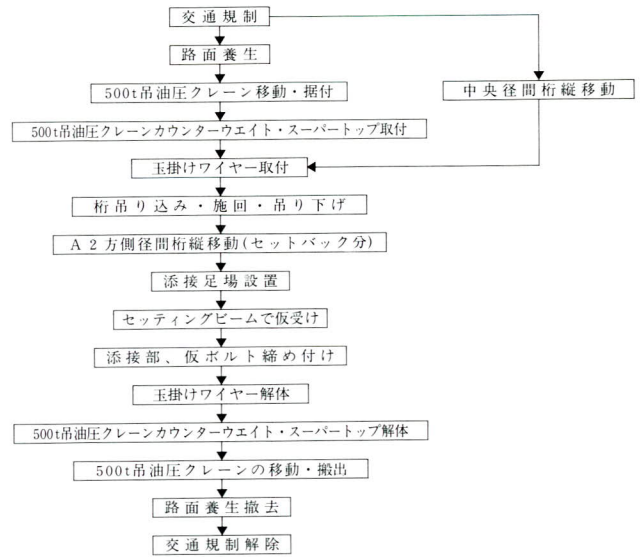 交通規制
路面養生
500t吊油圧クレーン移動・据付
中央径間桁縦移動
500t吊油圧クレーンカウンターウエイト・スーパートップ取付
玉掛けワイヤー取付
桁吊り込み・施回・吊り下げ
A2方側径間桁縦移動(セットバック分)
添接足場設置
セッティングビームで仮受け
添接部、仮ボルト締め付け
玉掛けワイヤー解体
500t吊油圧クレーンカウンターウエイト・スーパートップ解体
500t吊油圧クレーンの移動・搬出
路面養生撤去
交通規制解除